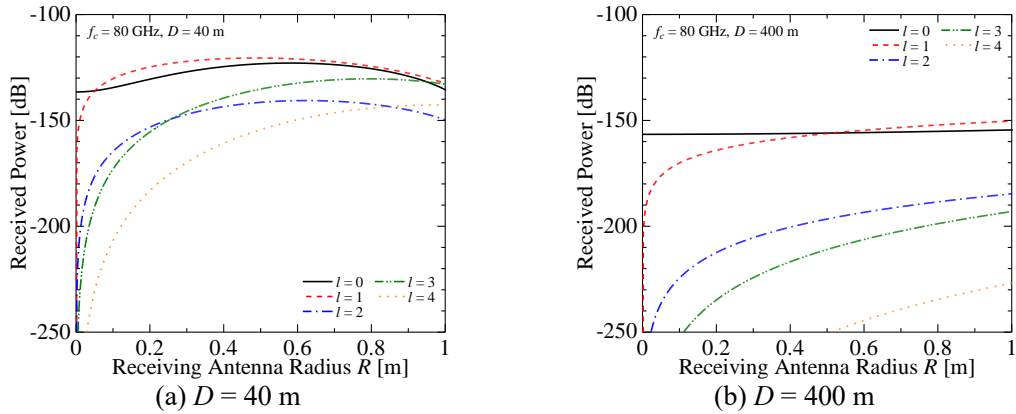 -100
-150
-200
-250
Received Power [dB]
f_c = 80 GHz, D = 40 m
l = 0
l = 1
l = 2
l = 3
l = 4
0 0.2 0.4 0.6 0.8 1
Receiving Antenna Radius R [m]
(a) D = 40 m
-100
-150
-200
-250
Received Power [dB]
f_c = 80 GHz, D = 400 m
l = 0
l = 1
l = 2
l = 3
l = 4
0 0.2 0.4 0.6 0.8 1
Receiving Antenna Radius R [m]
(b) D = 400 m